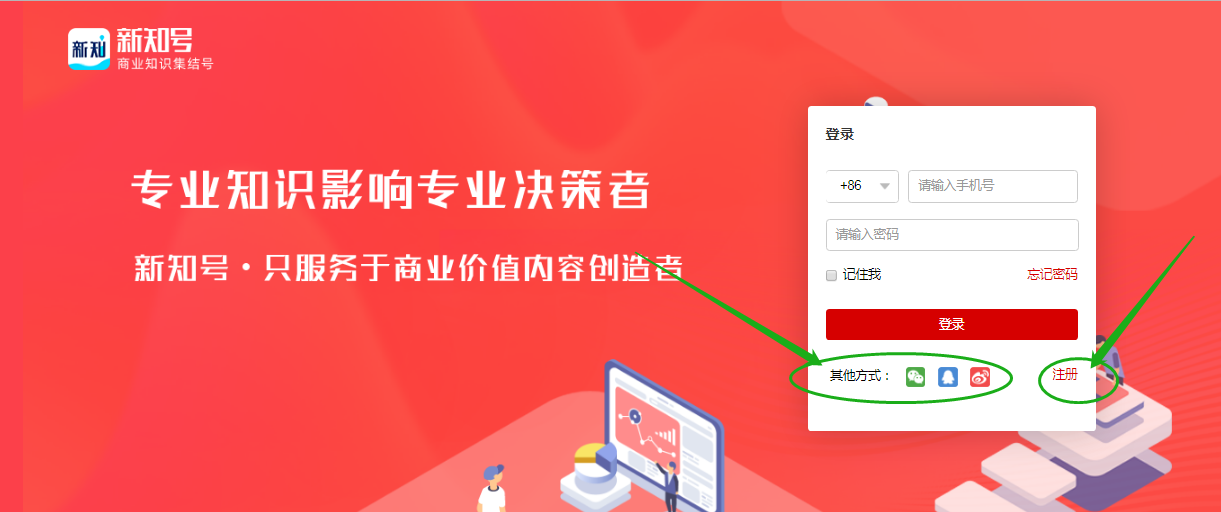 新知
新知号
商业知识集结号
专业知识影响专业决策者
新知号·只服务于商业价值内容创造者
登录
+86 请输入手机号
请输入密码
记住我 忘记密码
登录
其他方式： 注册